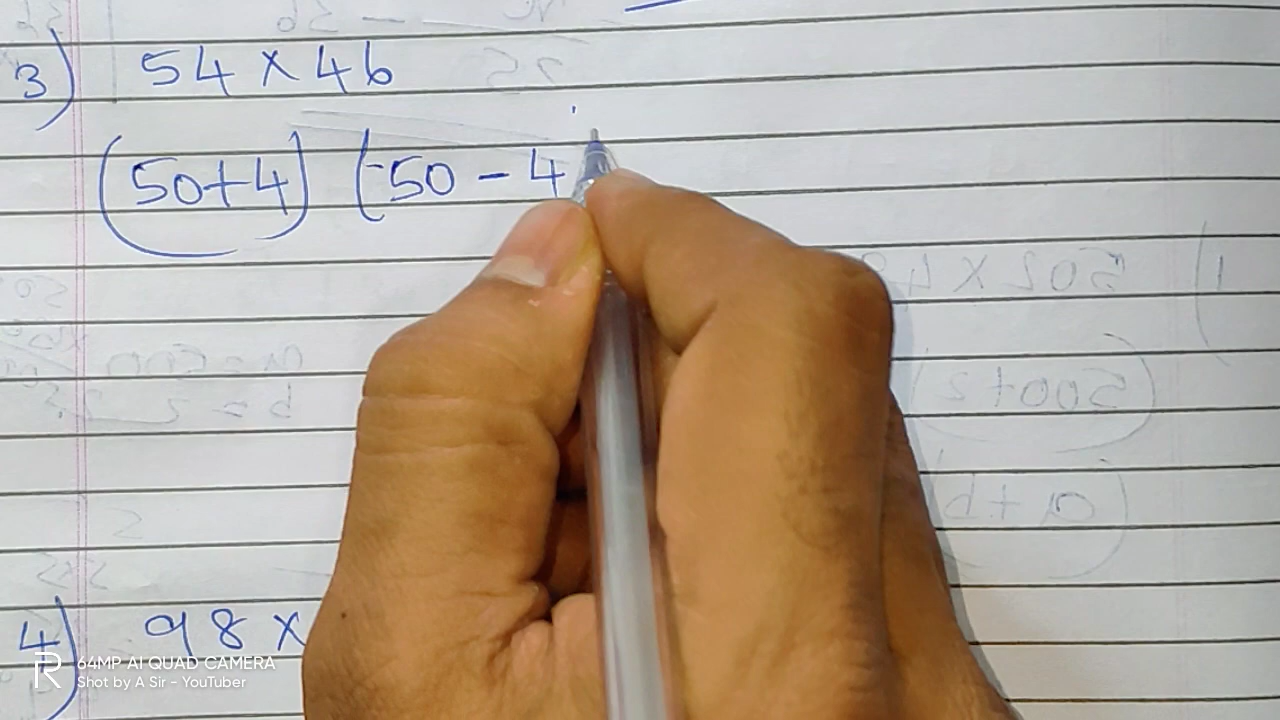 3) 54 × 46
(50+4) (50 - 4
4) 98 ×
64MP AI QUAD CAMERA
Shot by A Sir - YouTuber